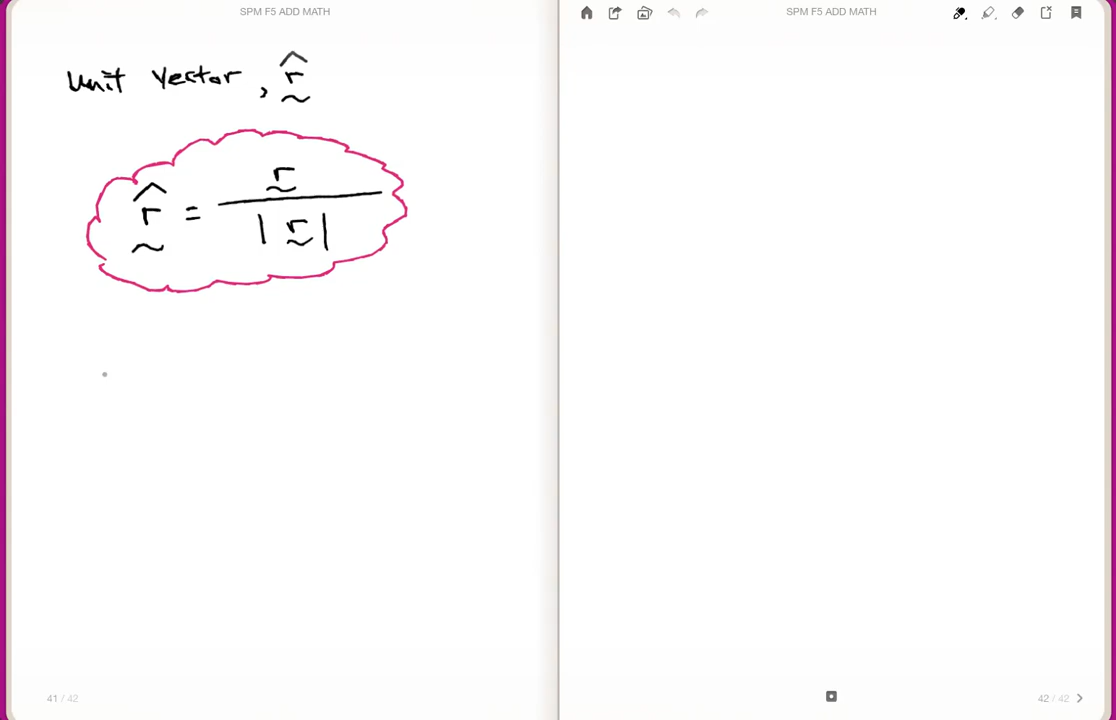 SPM F5 ADD MATH
Unit Vector, r̂
~
r̂ = r
~ ~
| r |
~
41 / 42
SPM F5 ADD MATH
42 / 42